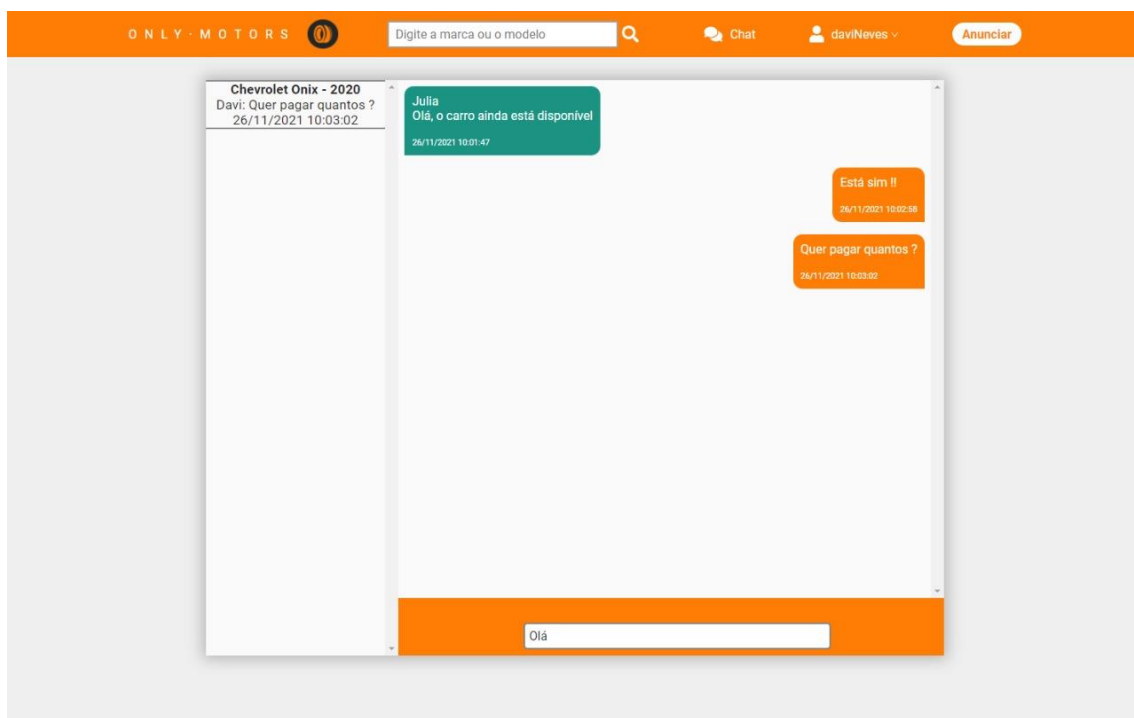 ONLY·MOTORS
Digite a marca ou o modelo
Chat
daviNeves
Anunciar
Chevrolet Onix - 2020
Davi: Quer pagar quantos ?
26/11/2021 10:03:02
Julia
Olá, o carro ainda está disponível
26/11/2021 10:01:47
Está sim !!
26/11/2021 10:02:58
Quer pagar quantos ?
26/11/2021 10:03:02
Olá